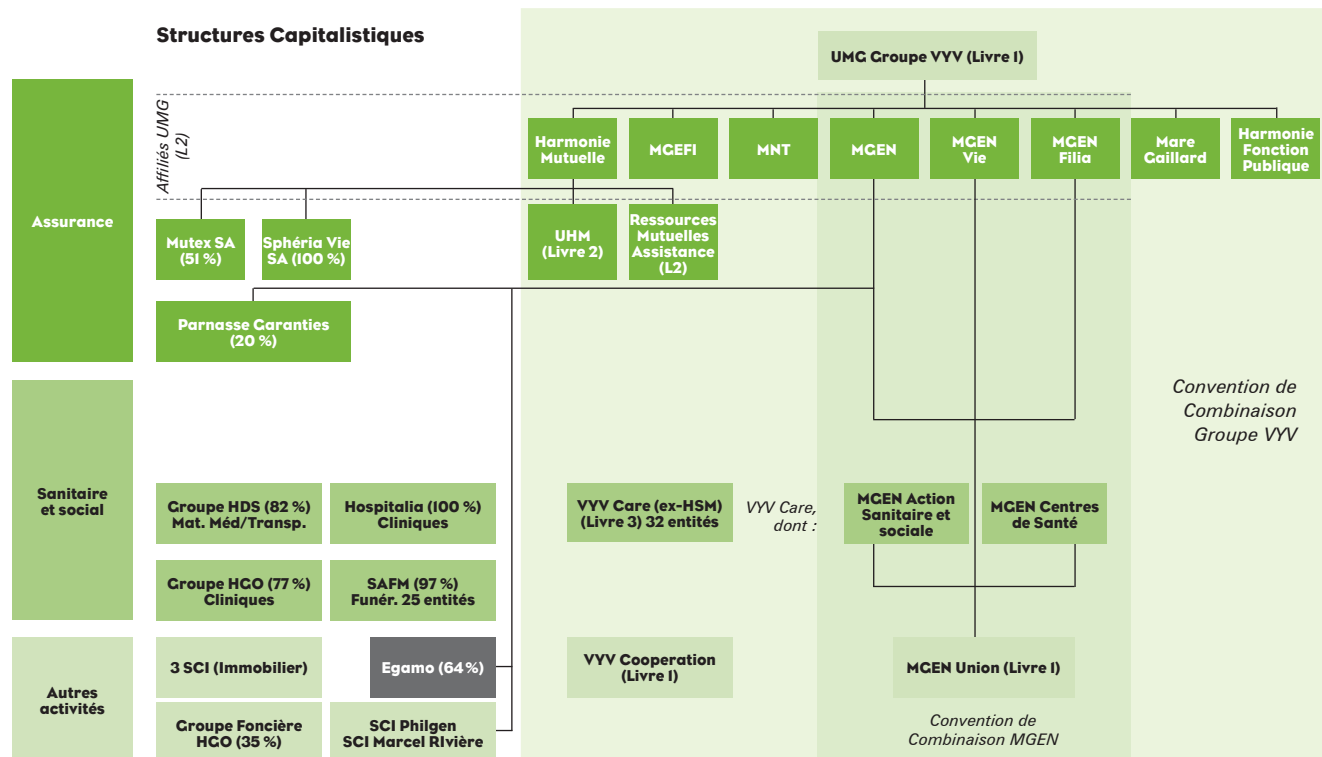 Structures Capitalistiques
UMG Groupe VYV (Livre 1)
Assurance
Affiliés UMG
(L2)
Harmonie
Mutuelle
MGEFI
MNT
MGEN
MGEN
Vie
MGEN
Filia
Mare
Gaillard
Harmonie
Fonction
Publique
Mutex SA
(51 %)
Sphéria Vie
SA (100 %)
UHM
(Livre 2)
Ressources
Mutuelles
Assistance
(L2)
Parnasse Garanties
(20 %)
Convention de
Combinaison
Groupe VYV
Sanitaire
et social
Groupe HDS (82 %)
Mat. Méd/Transp.
Hospitalia (100 %)
Cliniques
VYV Care (ex-HSM)
(Livre 3) 32 entités
VYV Care,
dont :
MGEN Action
Sanitaire et
sociale
MGEN Centres
de Santé
Groupe HGO (77 %)
Cliniques
SAFM (97 %)
Funér. 25 entités
Autres
activités
3 SCI (Immobilier)
Egamo (64 %)
VYV Cooperation
(Livre 1)
MGEN Union (Livre 1)
Groupe Foncière
HGO (35 %)
SCI Philgen
SCI Marcel RIvière
Convention de
Combinaison MGEN